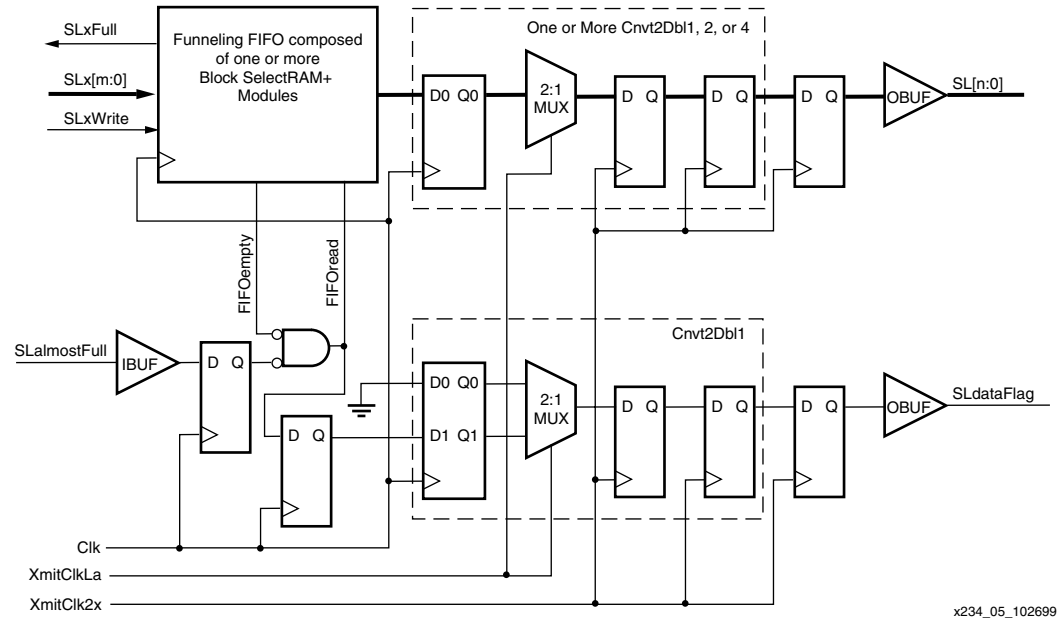 SLxFull
SLx[m:0]
SLxWrite
Funneling FIFO composed
of one or more
Block SelectRAM+
Modules
One or More Cnvt2Dbl1, 2, or 4
D0 Q0
2:1
MUX
D Q
D Q
D Q
OBUF
SL[n:0]
FIFOempty
FIFOread
SLalmostFull
IBUF
D Q
D Q
Cnvt2Dbl1
D0 Q0
D1 Q1
2:1
MUX
D Q
D Q
D Q
OBUF
SLdataFlag
Clk
XmitClkLa
XmitClk2x
x234_05_102699